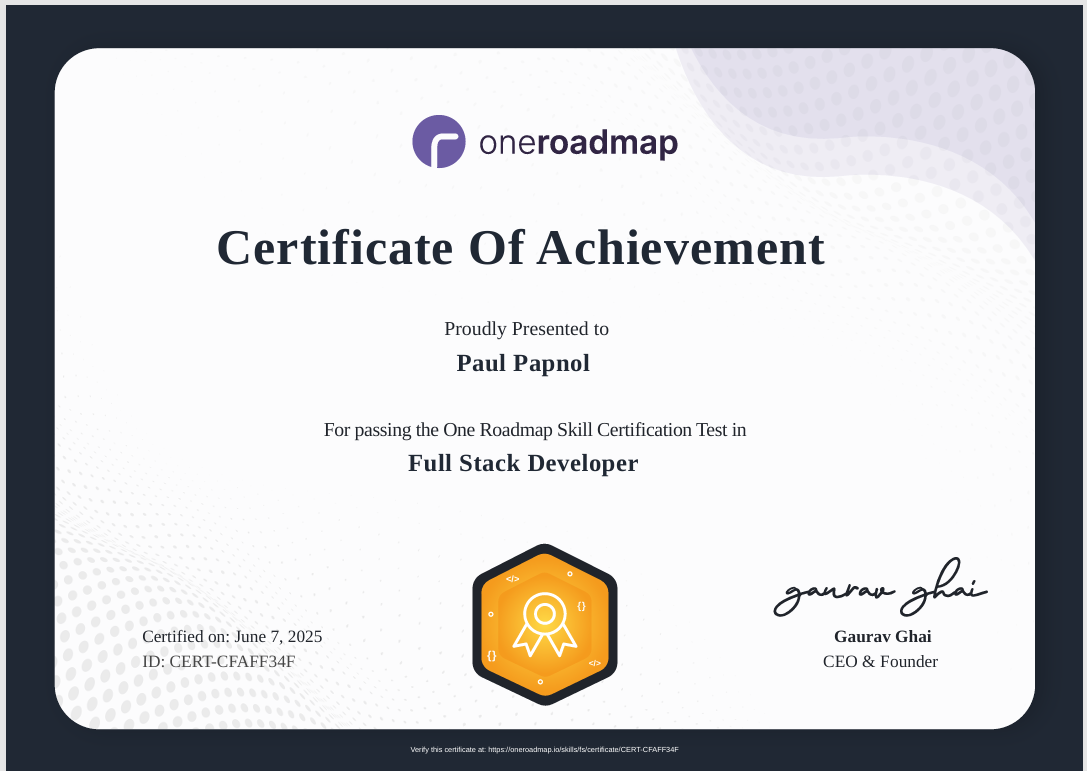 oneroadmap
Certificate Of Achievement
Proudly Presented to
Paul Papnol
For passing the One Roadmap Skill Certification Test in
Full Stack Developer
</>
{}
{}
</>
gaurav ghai
Certified on: June 7, 2025
ID: CERT-CFAFF34F
Gaurav Ghai
CEO & Founder
Verify this certificate at: https://oneroadmap.io/skills/fs/certificate/CERT-CFAFF34F